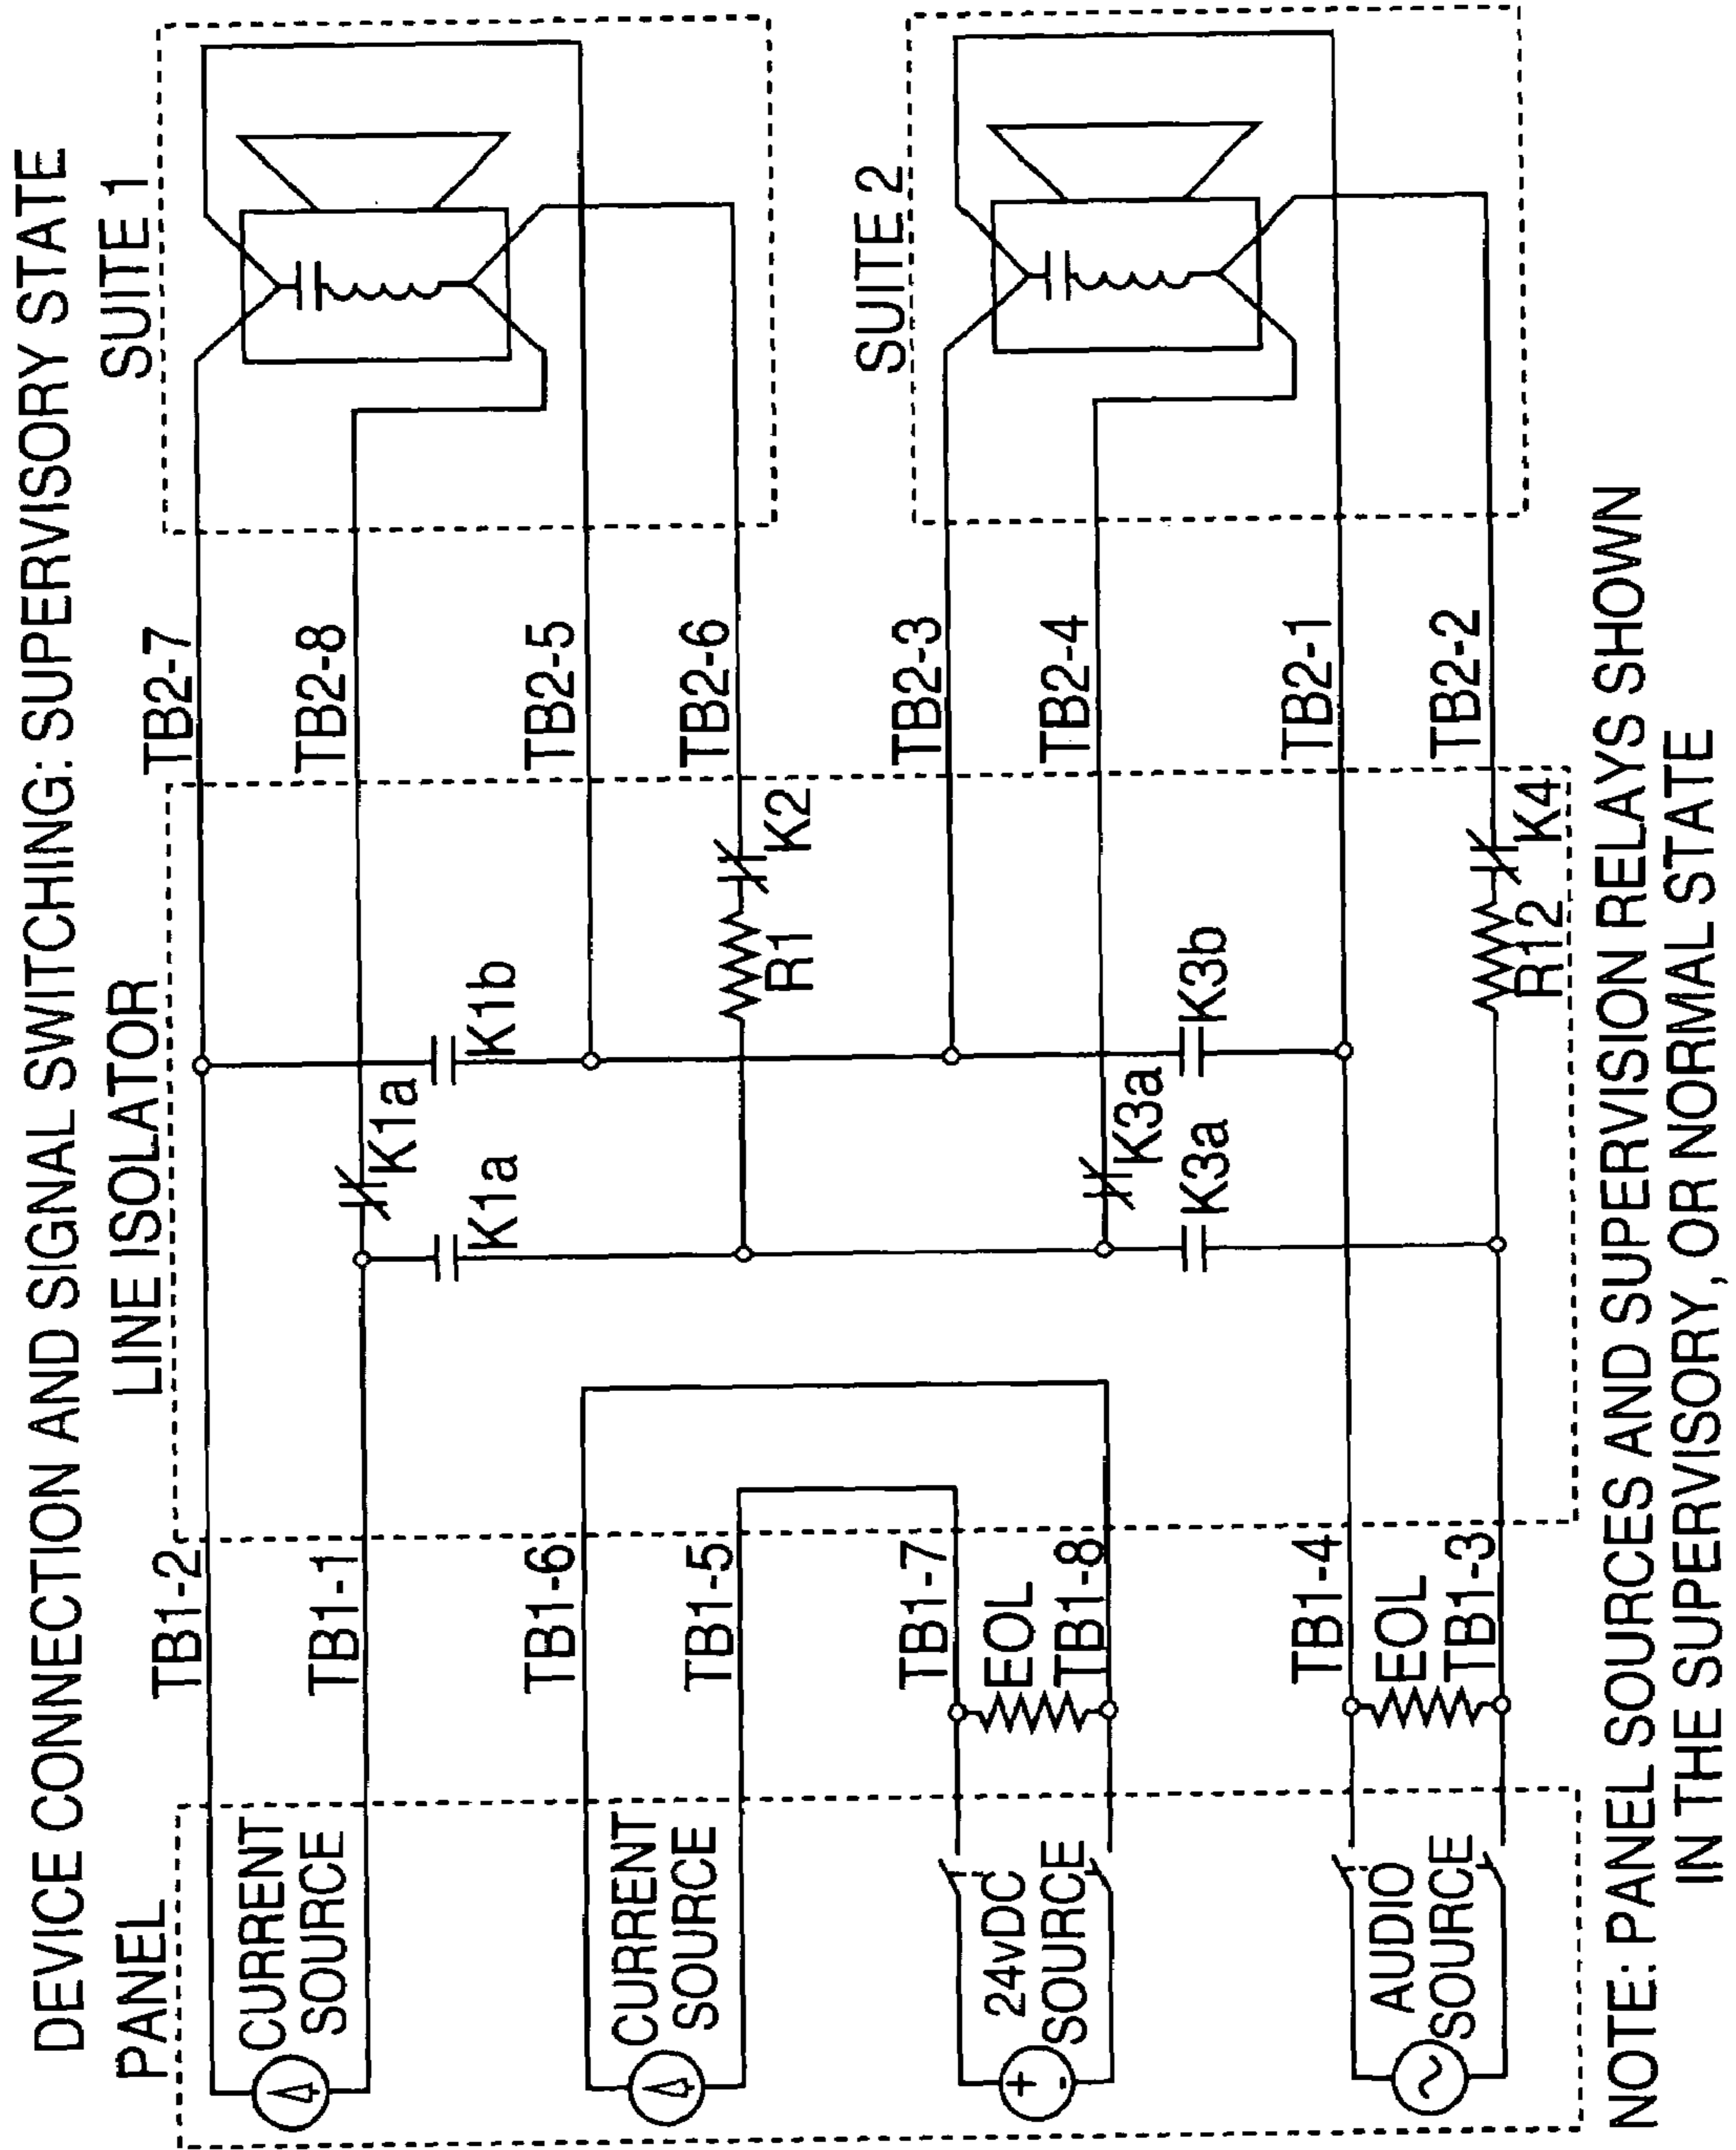 DEVICE CONNECTION AND SIGNAL SWITCHING: SUPERVISORY STATE
PANEL
LINE ISOLATOR
SUITE 1
CURRENT
SOURCE
TB1-2
TB1-1
K1a
K1a
K1b
TB2-7
TB2-8
CURRENT
SOURCE
TB1-6
TB1-5
R1
K2
TB2-5
TB2-6
SUITE 2
24vDC
SOURCE
+
-
TB1-7
EOL
TB1-8
K3a
K3a
K3b
TB2-3
TB2-4
AUDIO
SOURCE
TB1-4
EOL
TB1-3
R12
K4
TB2-1
TB2-2
NOTE: PANEL SOURCES AND SUPERVISION RELAYS SHOWN
IN THE SUPERVISORY, OR NORMAL STATE